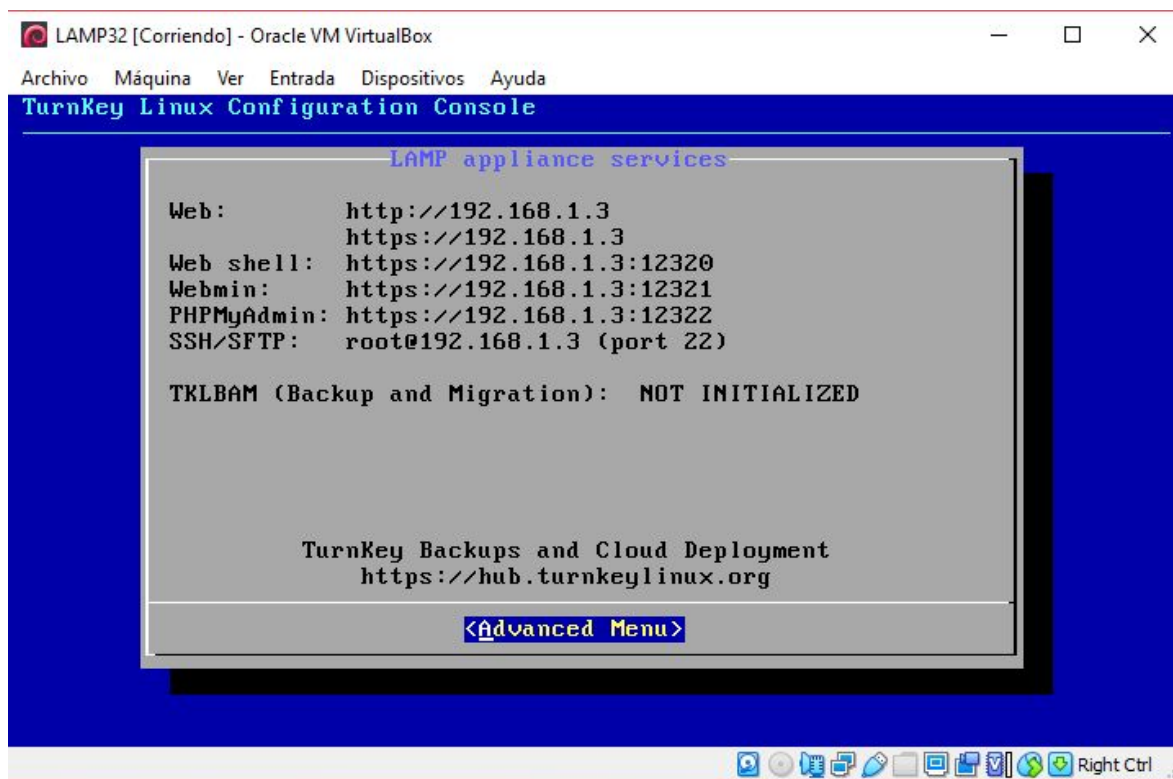 LAMP32 [Corriendo] - Oracle VM VirtualBox
Archivo Máquina Ver Entrada Dispositivos Ayuda
TurnKey Linux Configuration Console
LAMP appliance services
Web: http://192.168.1.3
https://192.168.1.3
Web shell: https://192.168.1.3:12320
Webmin: https://192.168.1.3:12321
PHPMyAdmin: https://192.168.1.3:12322
SSH/SFTP: root@192.168.1.3 (port 22)
TKLBAM (Backup and Migration): NOT INITIALIZED
TurnKey Backups and Cloud Deployment
https://hub.turnkeylinux.org
<Advanced Menu>
Right Ctrl